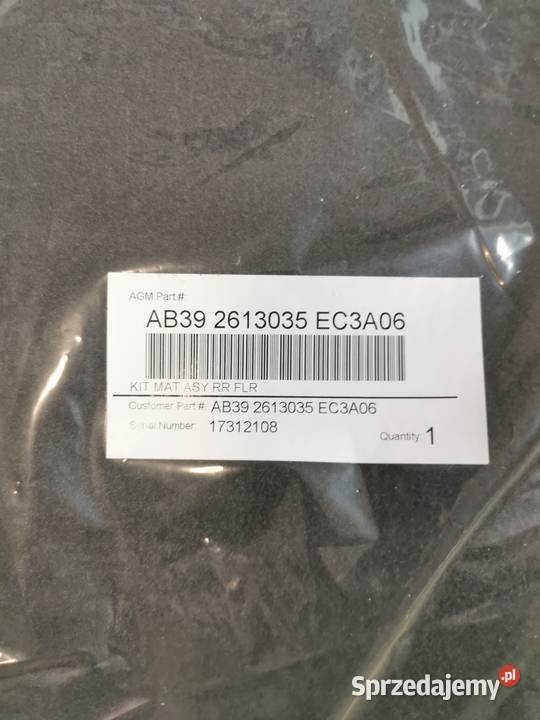 AGM Part #:
AB39 2613035 EC3A06
KIT MAT ASY RR FLR
Customer Part #: AB39 2613035 EC3A06
Serial Number: 17312108
Quantity: 1
Sprzedajemy.pl